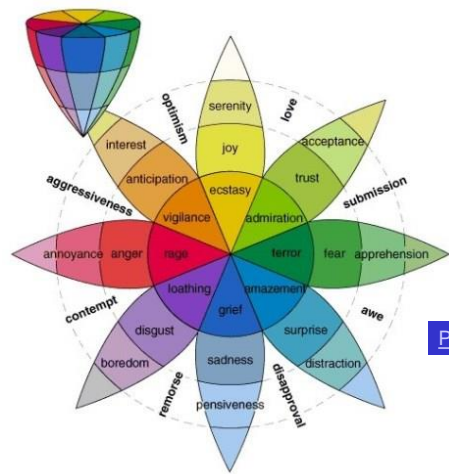 serenity
optimism
love
interest
joy
acceptance
anticipation
trust
aggressiveness
ecstasy
submission
vigilance
admiration
annoyance
anger
rage
terror
fear
apprehension
loathing
amazement
contempt
grief
awe
disgust
surprise
boredom
sadness
distraction
remorse
disapproval
pensiveness
P